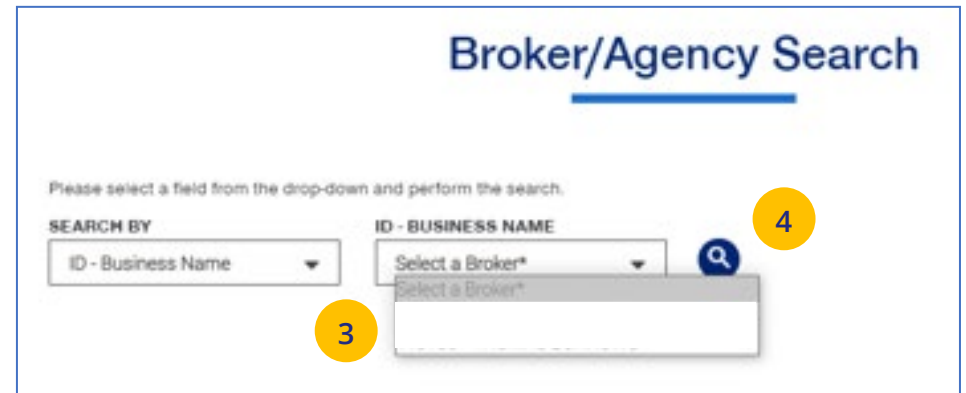 Broker/Agency Search
Please select a field from the drop-down and perform the search.
SEARCH BY
ID - BUSINESS NAME
4
ID - Business Name
Select a Broker*
Select a Broker*
3